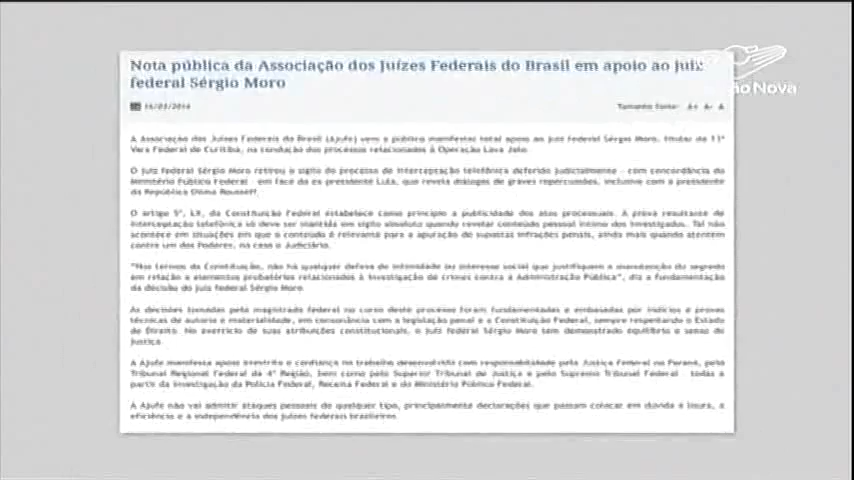 Nota pública da Associação dos Juízes Federais do Brasil em apoio ao juiz
federal Sérgio Moro
ão Nova
16/03/2016
Tamanho Fonte: A+ A- A
A Associação dos Juízes Federais do Brasil (Ajufe) vem a público manifestar total apoio ao juiz federal Sérgio Moro, titular da 13ª
Vara Federal de Curitiba, na condução dos processos relacionados à Operação Lava Jato.
O juiz federal Sérgio Moro retirou o sigilo do processo de interceptação telefônica deferido judicialmente - com concordância do
Ministério Público Federal - em face do ex-presidente Lula, que revela diálogos de graves repercussões, inclusive com a presidente
da República Dilma Rousseff.
O artigo 5º, LX, da Constituição Federal estabelece como princípio a publicidade dos atos processuais. A prova resultante de
interceptação telefônica só deve ser mantida em sigilo absoluto quando revelar conteúdo pessoal íntimo dos investigados. Tal não
acontece em situações em que o conteúdo é relevante para a apuração de supostas infrações penais, ainda mais quando atentem
contra um dos Poderes, no caso o Judiciário.
"Nos termos da Constituição, não há qualquer defesa de intimidade ou interesse social que justifiquem a manutenção do segredo
em relação a elementos probatórios relacionados à investigação de crimes contra a Administração Pública", diz a fundamentação
da decisão do juiz federal Sérgio Moro.
As decisões tomadas pelo magistrado federal no curso deste processo foram fundamentadas e embasadas por indícios e provas
técnicas de autoria e materialidade, em consonância com a legislação penal e a Constituição Federal, sempre respeitando o Estado
de Direito. No exercício de suas atribuições constitucionais, o juiz federal Sérgio Moro tem demonstrado equilíbrio e senso de
justiça.
A Ajufe manifesta apoio irrestrito e confiança no trabalho desenvolvido com responsabilidade pela Justiça Federal no Paraná, pelo
Tribunal Regional Federal da 4ª Região, bem como pelo Superior Tribunal de Justiça e pelo Supremo Tribunal Federal - todas a
partir da investigação da Polícia Federal, Receita Federal e do Ministério Público Federal.
A Ajufe não vai admitir ataques pessoais de qualquer tipo, principalmente declarações que possam colocar em dúvida a lisura, a
eficiência e a independência dos juízes federais brasileiros.